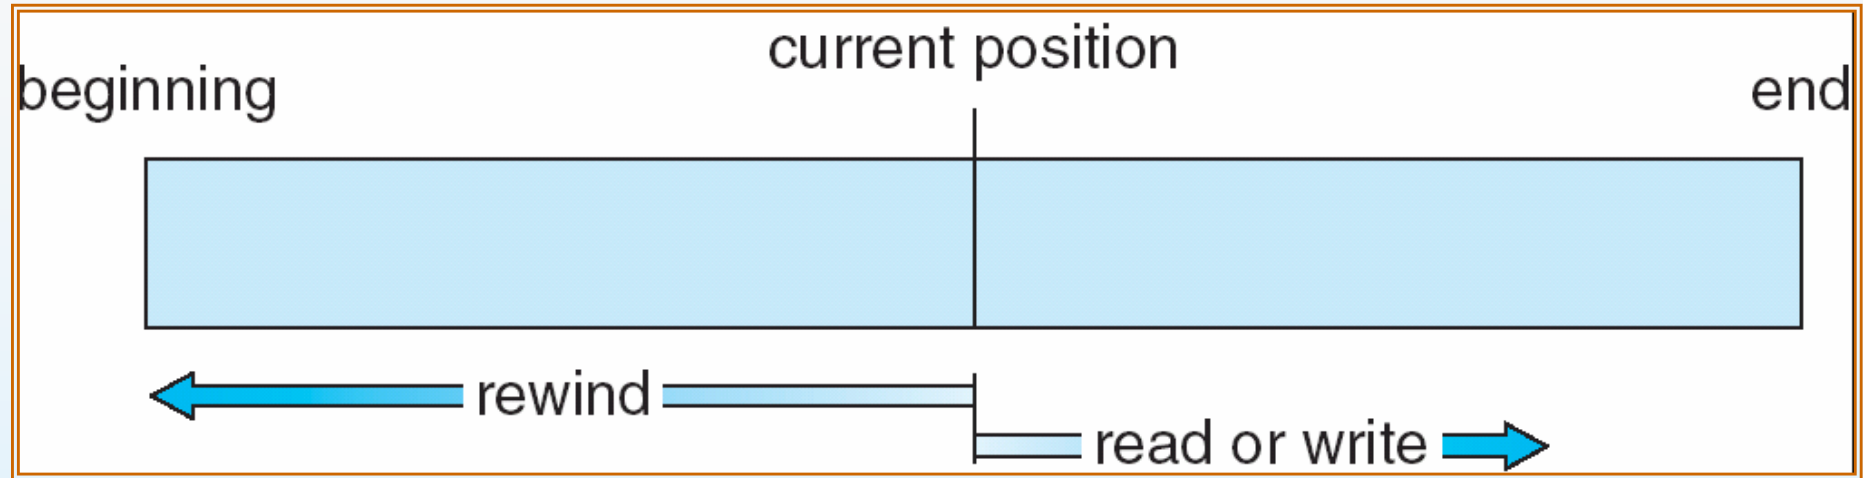 current position
beginning
end
rewind
read or write